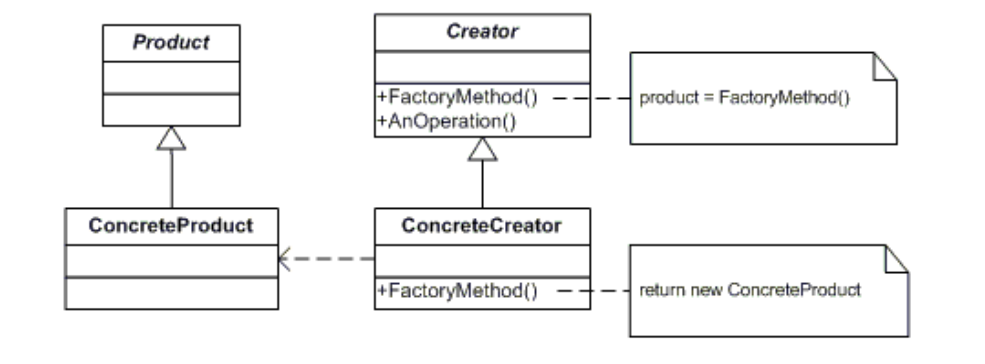 Product
Creator
+FactoryMethod()
+AnOperation()
product = FactoryMethod()
ConcreteProduct
ConcreteCreator
+FactoryMethod()
return new ConcreteProduct